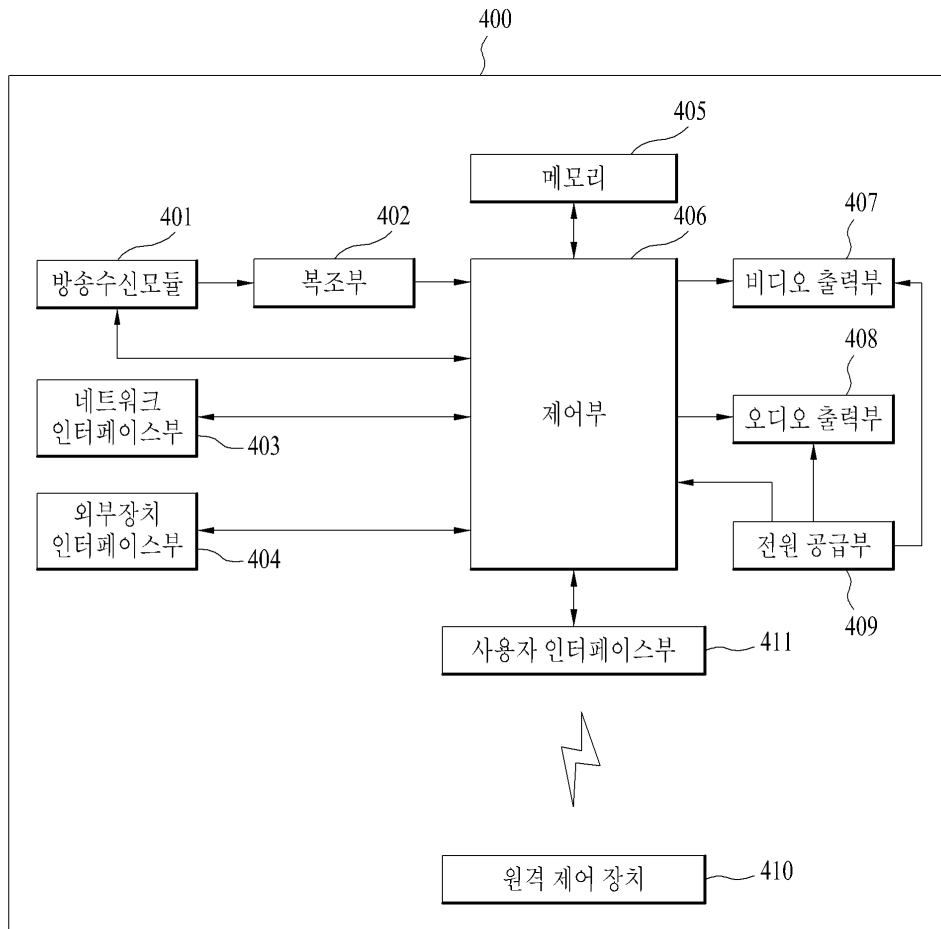 400
405
메모리
401
402
406
407
방송수신모듈
복조부
비디오 출력부
408
네트워크
인터페이스부
403
제어부
오디오 출력부
외부장치
인터페이스부
404
전원 공급부
409
사용자 인터페이스부
411
원격 제어 장치
410